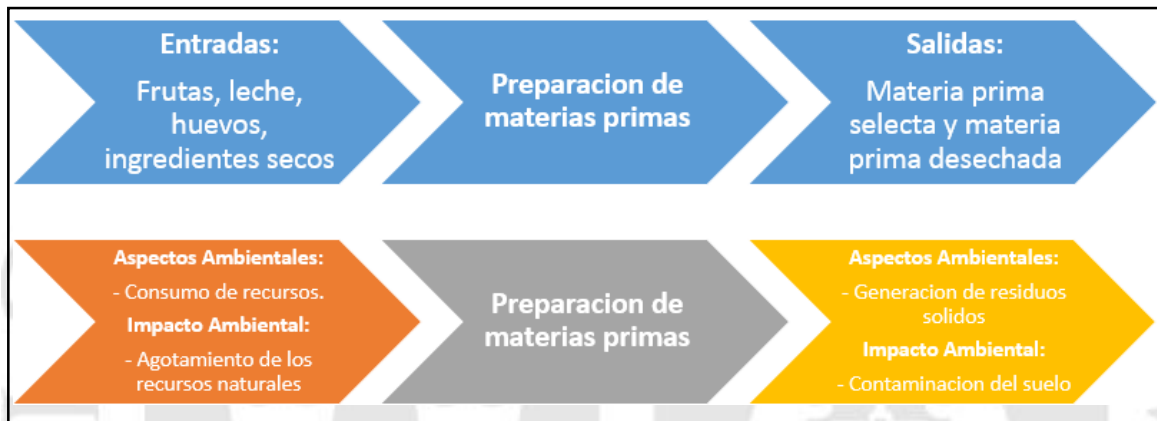 Entradas:
Frutas, leche,
huevos,
ingredientes secos
Preparacion de
materias primas
Salidas:
Materia prima
selecta y materia
prima desechada
Aspectos Ambientales:
- Consumo de recursos.
Impacto Ambiental:
- Agotamiento de los
recursos naturales
Preparacion de
materias primas
Aspectos Ambientales:
- Generacion de residuos
solidos
Impacto Ambiental:
- Contaminacion del suelo